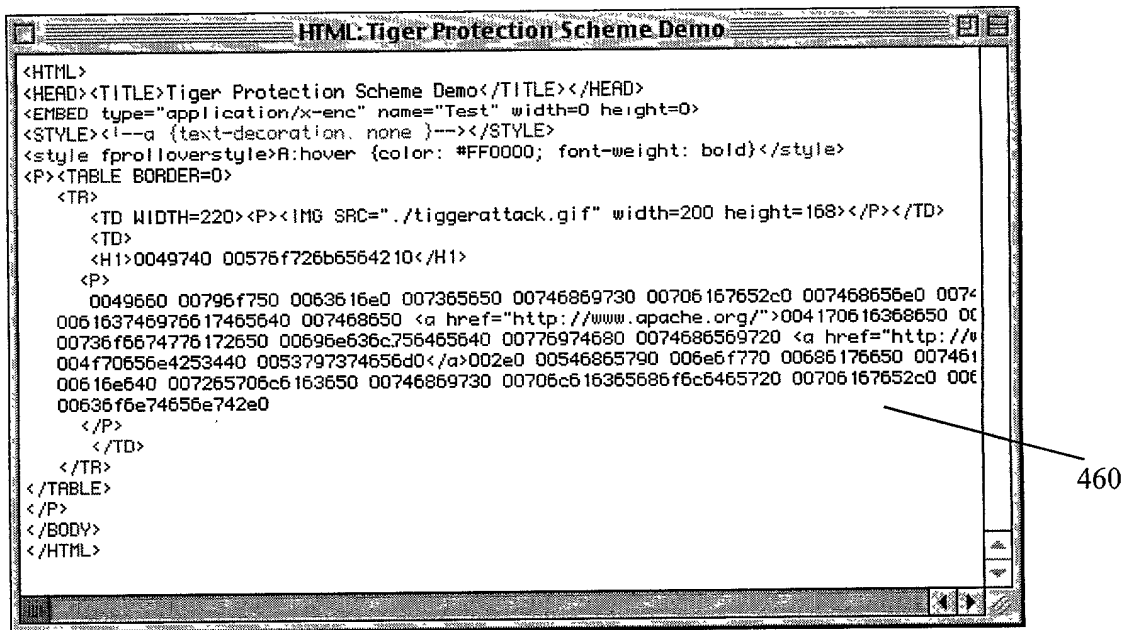 HTML: Tiger Protection Scheme Demo
<HTML>
<HEAD><TITLE>Tiger Protection Scheme Demo</TITLE></HEAD>
<EMBED type="application/x-enc" name="Test" width=0 height=0>
<STYLE><!--a {text-decoration. none }--></STYLE>
<style fprolloverstyle>A:hover {color: #FF0000; font-weight: bold}</style>
<P><TABLE BORDER=0>
<TR>
<TD WIDTH=220><P><IMG SRC="./tiggerattack.gif" width=200 height=168></P></TD>
<TD>
<H1>0049740 00576f726b6564210</H1>
<P>
0049660 00796f750 0063616e0 007365650 00746869730 00706167652c0 007468656e0 0074
006163746976617465640 007468650 <a href="http://www.apache.org/">004170616368650 00
00736f6674776172650 00696e636c756465640 00776974680 0074686569720 <a href="http://w
004f70656e4253440 0053797374656d0</a>002e0 00546865790 006e6f770 00686176650 007461
00616e640 007265706c6163650 00746869730 00706c616365686f6c6465720 00706167652c0 006
00636f6e74656e742e0
</P>
</TD>
</TR>
</TABLE>
</P>
</BODY>
</HTML>
460